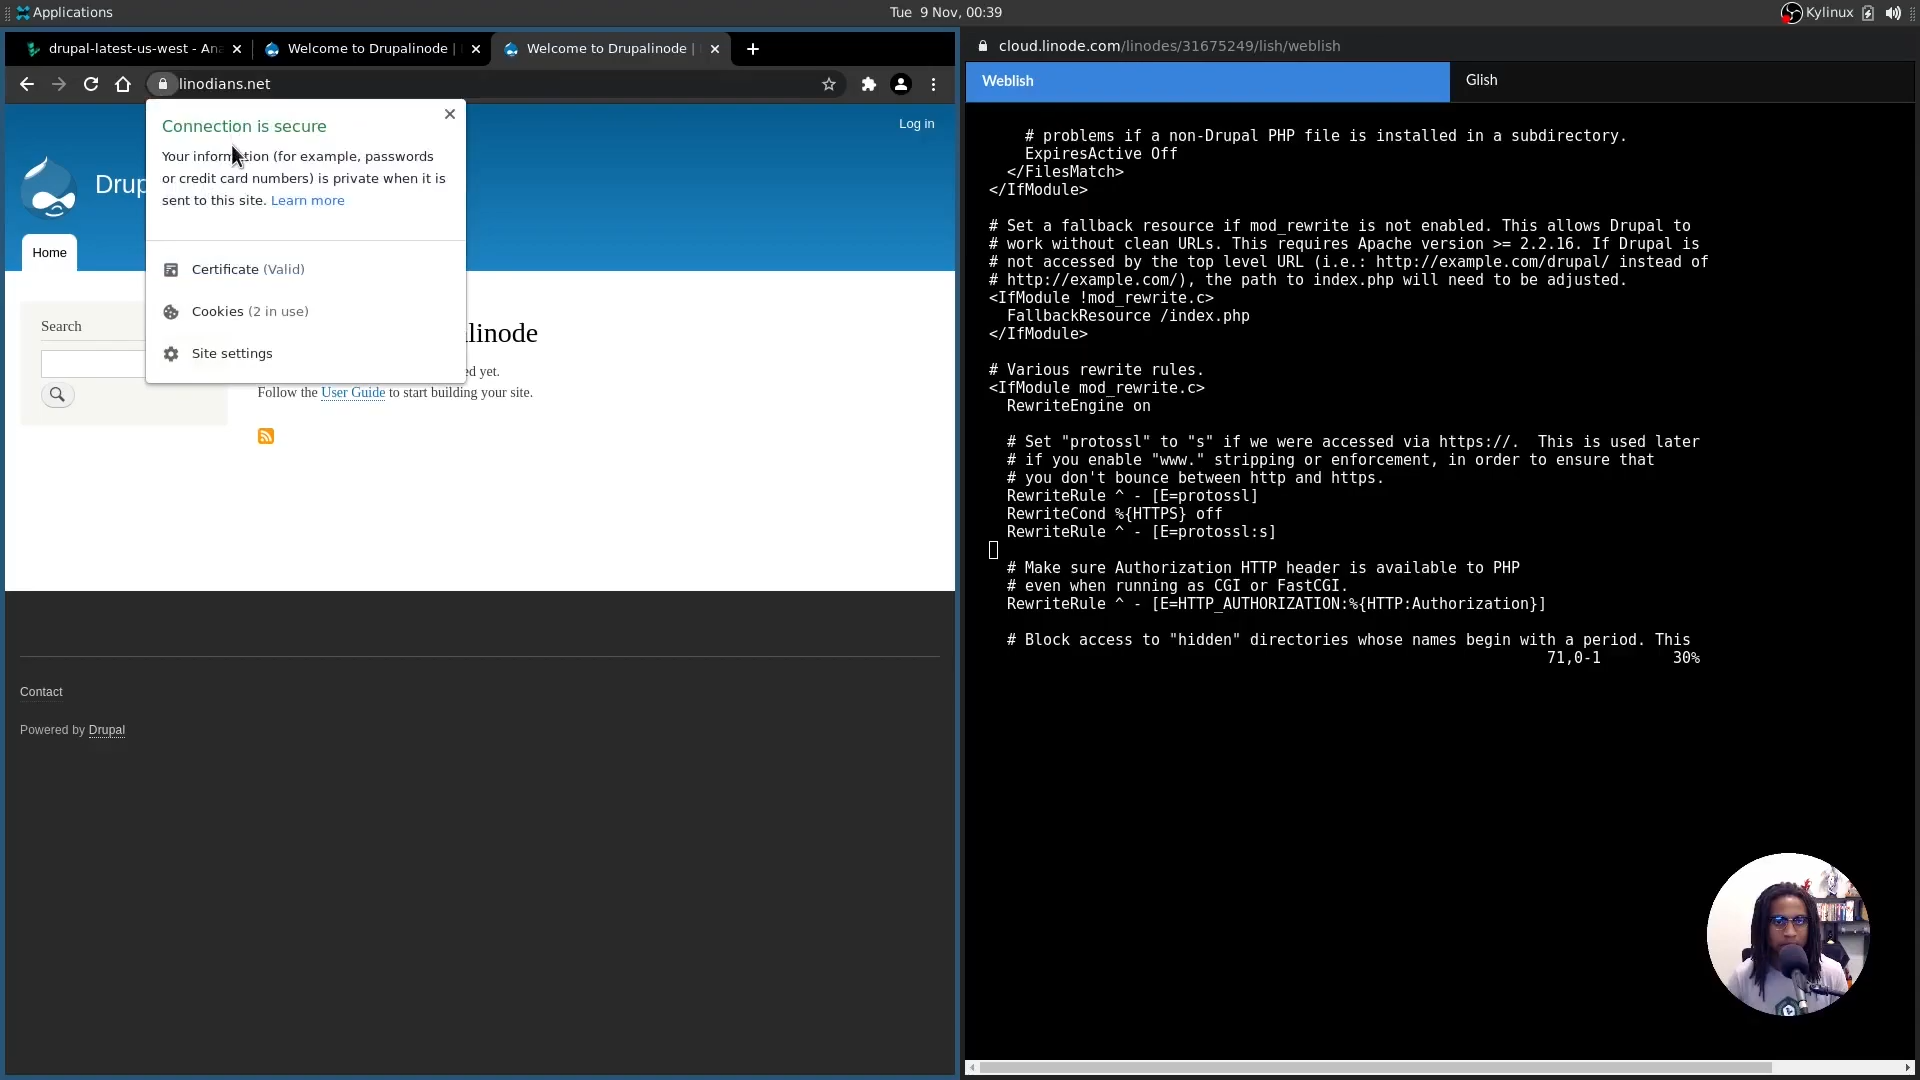 Applications
Tue 9 Nov, 00:39
Kylinux
drupal-latest-us-west - Ana
Welcome to Drupalinode |
Welcome to Drupalinode |
linodians.net
Connection is secure
Your information (for example, passwords
or credit card numbers) is private when it is
sent to this site. Learn more
Certificate (Valid)
Cookies (2 in use)
Site settings
Log in
Drup
Home
Search
linode
ed yet.
Follow the User Guide to start building your site.
Contact
Powered by Drupal
cloud.linode.com/linodes/31675249/lish/weblish
Weblish
Glish
# problems if a non-Drupal PHP file is installed in a subdirectory.
ExpiresActive Off
</FilesMatch>
</IfModule>
# Set a fallback resource if mod_rewrite is not enabled. This allows Drupal to
# work without clean URLs. This requires Apache version >= 2.2.16. If Drupal is
# not accessed by the top level URL (i.e.: http://example.com/drupal/ instead of
# http://example.com/), the path to index.php will need to be adjusted.
<IfModule !mod_rewrite.c>
FallbackResource /index.php
</IfModule>
# Various rewrite rules.
<IfModule mod_rewrite.c>
RewriteEngine on
# Set "protossl" to "s" if we were accessed via https://.  This is used later
# if you enable "www." stripping or enforcement, in order to ensure that
# you don't bounce between http and https.
RewriteRule ^ - [E=protossl]
RewriteCond %{HTTPS} off
RewriteRule ^ - [E=protossl:s]
# Make sure Authorization HTTP header is available to PHP
# even when running as CGI or FastCGI.
RewriteRule ^ - [E=HTTP_AUTHORIZATION:%{HTTP:Authorization}]
# Block access to "hidden" directories whose names begin with a period. This
71,0-1 30%